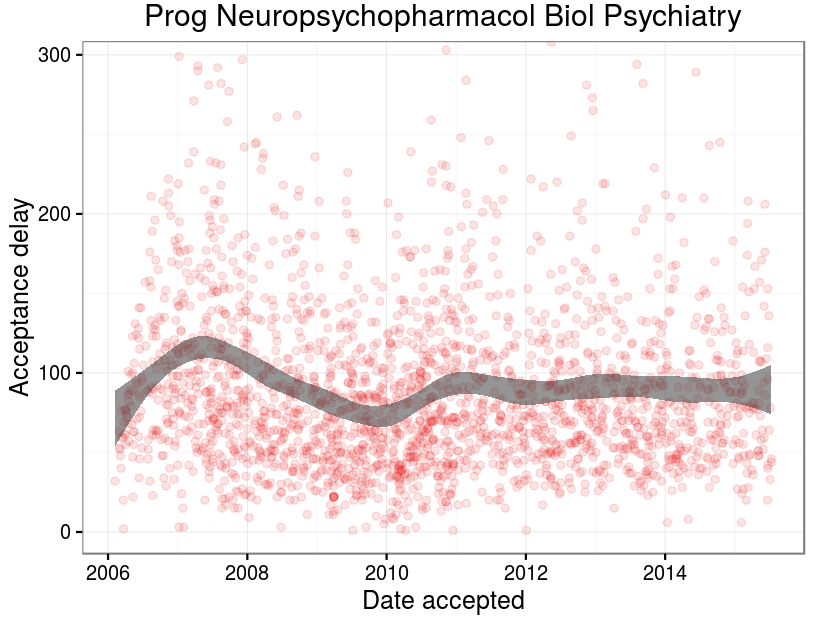 Prog Neuropsychopharmacol Biol Psychiatry
300
200
100
0
Acceptance delay
2006 2008 2010 2012 2014
Date accepted